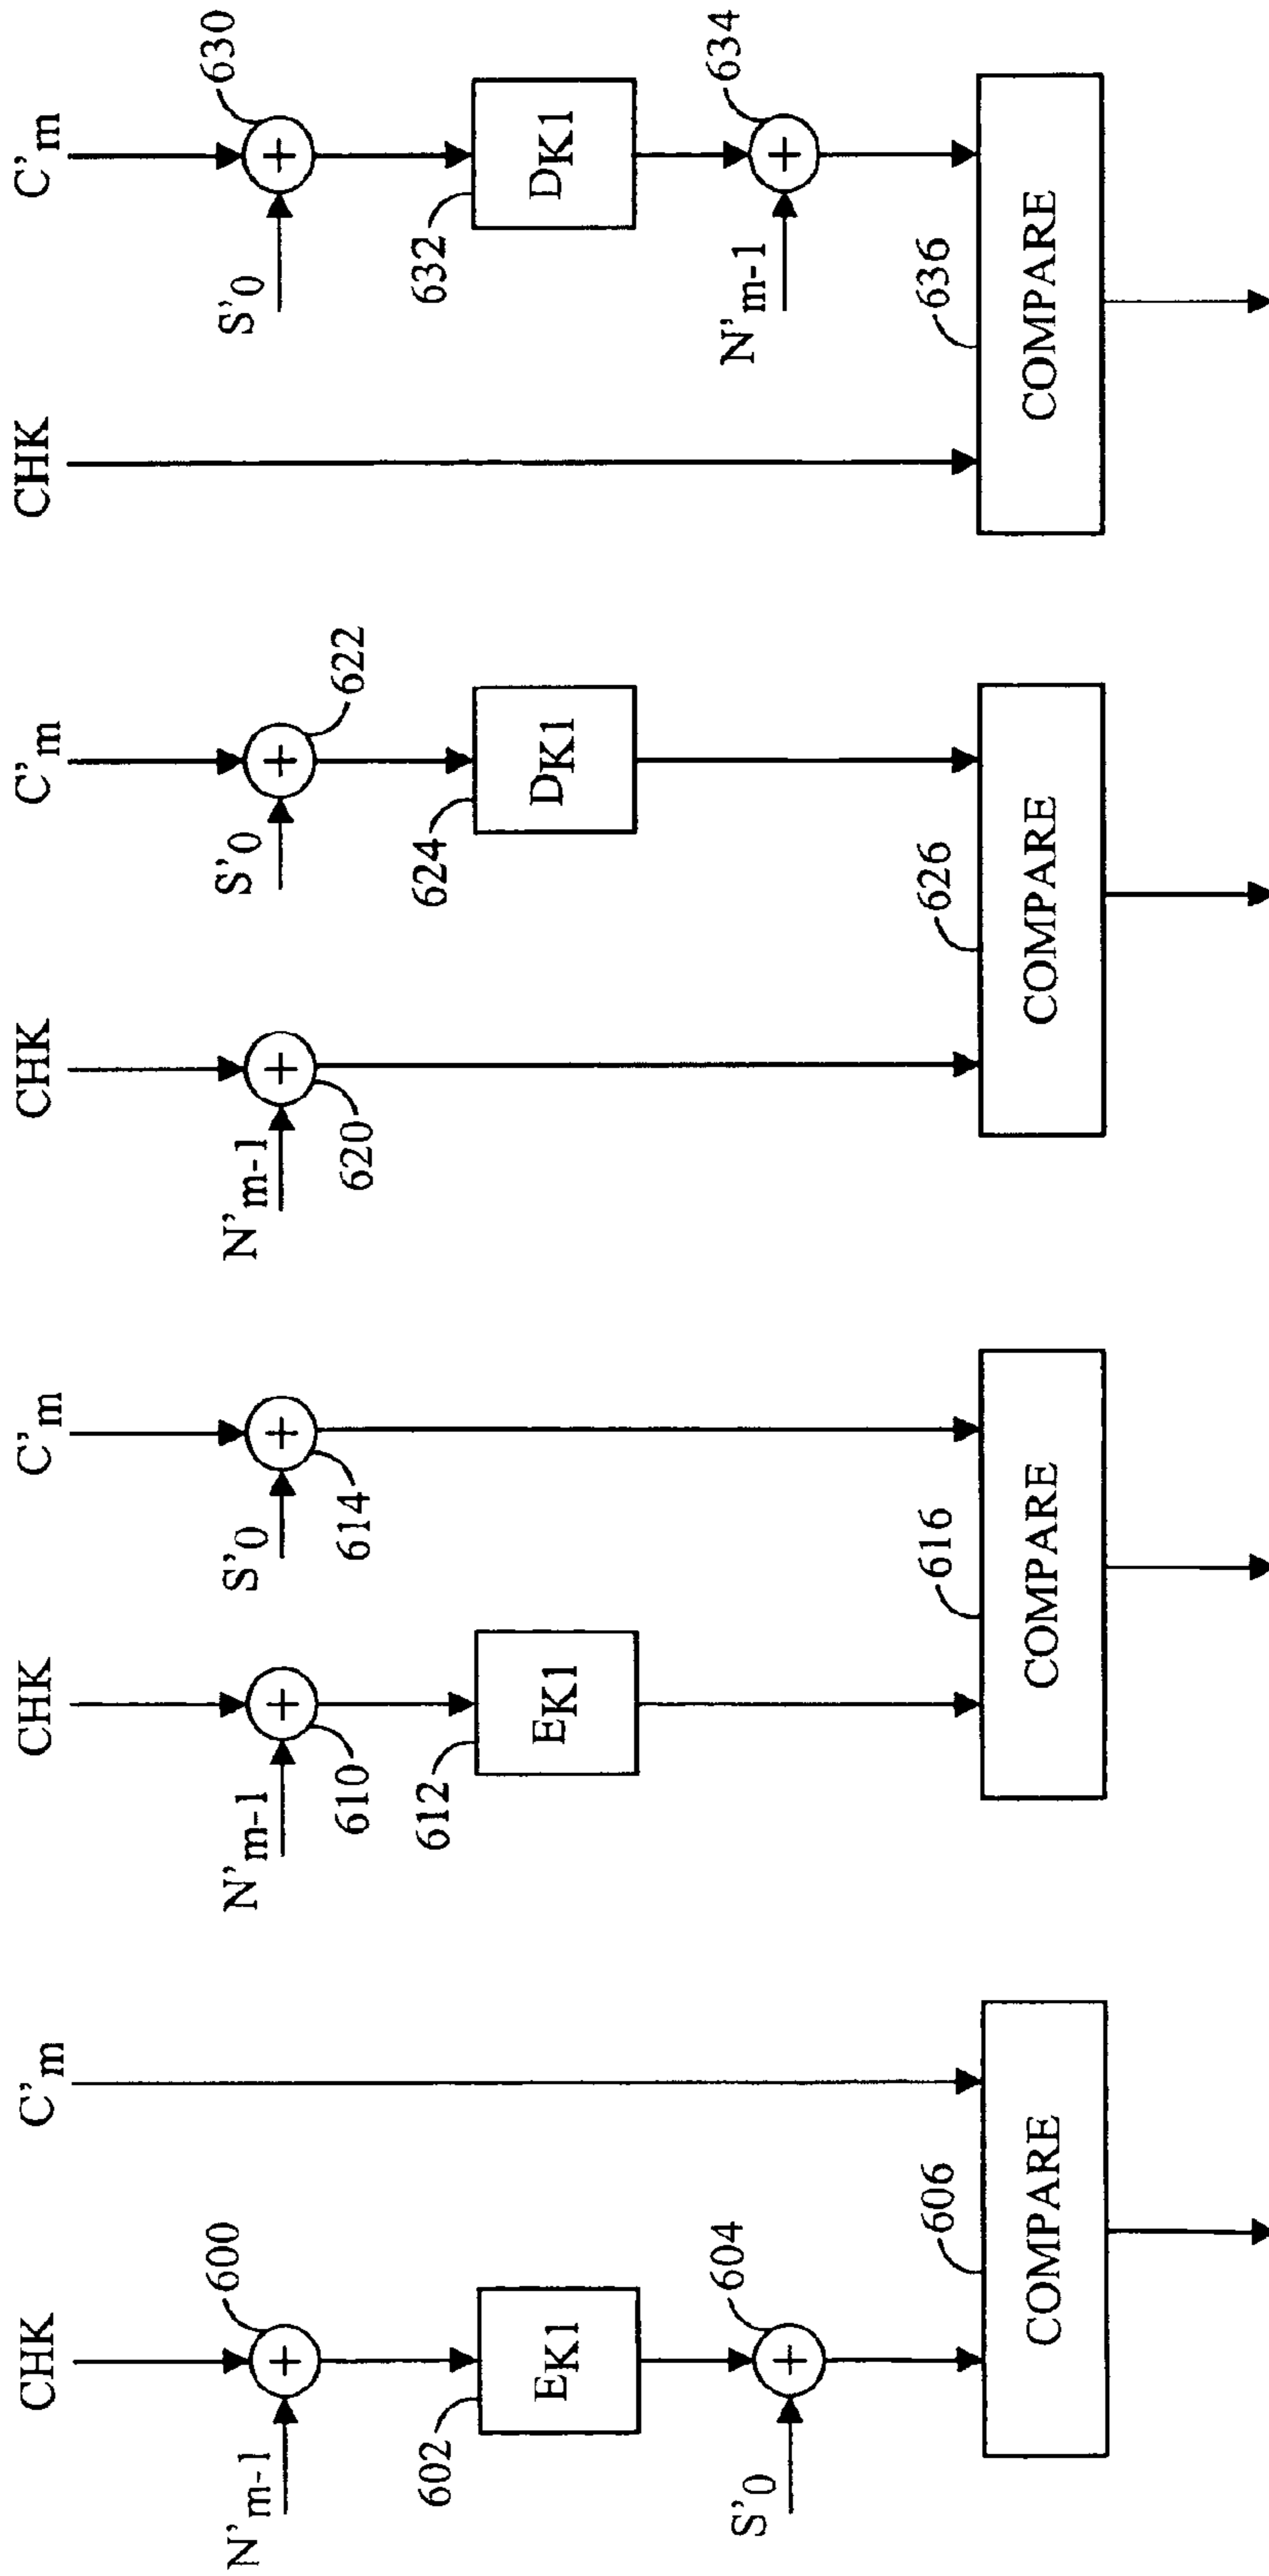 CHK
C'm
N'm-1
600
EK1
602
604
S'0
606
COMPARE
CHK
C'm
N'm-1
610
S'0
614
EK1
612
616
COMPARE
CHK
C'm
N'm-1
620
S'0
622
DK1
624
626
COMPARE
CHK
C'm
S'0
630
DK1
632
N'm-1
634
636
COMPARE